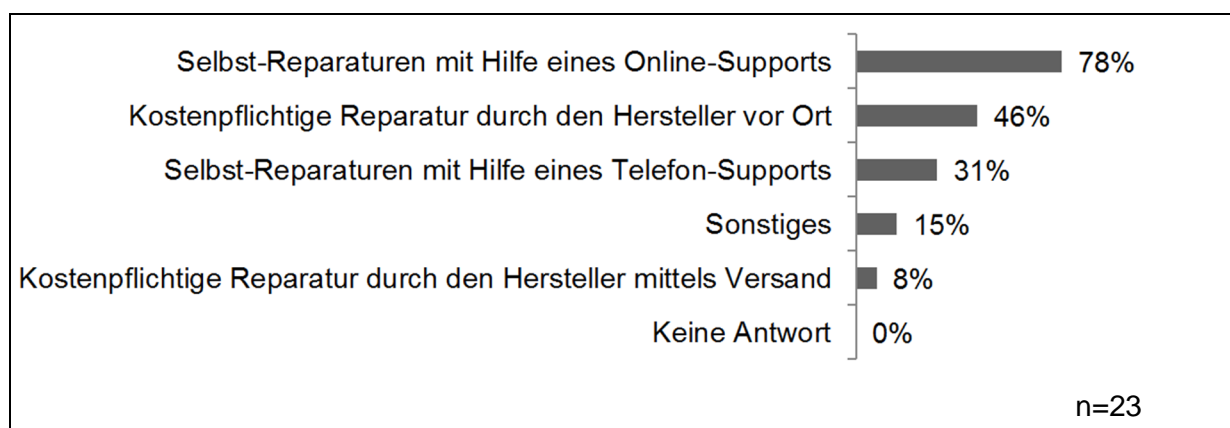 Selbst-Reparaturen mit Hilfe eines Online-Supports 78%
Kostenpflichtige Reparatur durch den Hersteller vor Ort 46%
Selbst-Reparaturen mit Hilfe eines Telefon-Supports 31%
Sonstiges 15%
Kostenpflichtige Reparatur durch den Hersteller mittels Versand 8%
Keine Antwort 0%
n=23